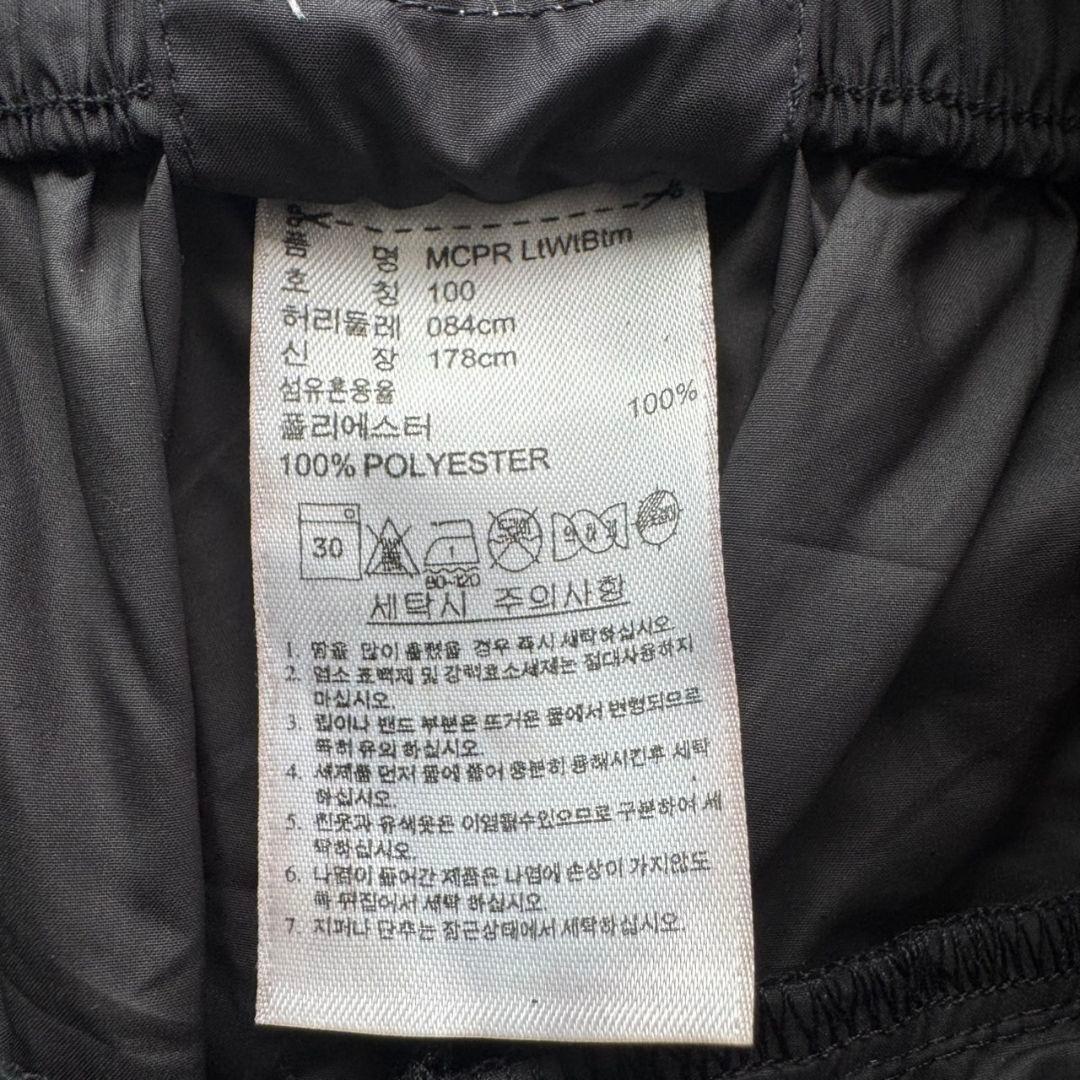 명 MCPR LtWtBtm
호 칭 100
허리둘레 084cm
신 장 178cm
섬유혼용율
폴리에스터 100%
100% POLYESTER
30
80~120
세탁시 주의사항
1. 땀을 많이 흘렸을 경우 즉시 세탁하십시오.
2. 염소 표백제 및 강력효소세제는 절대사용하지
마십시오.
3. 립이나 밴드 부분은 뜨거운 물에서 변형되므로
특히 유의 하십시오.
4. 세제를 먼저 물에 풀어 충분히 용해시킨후 세탁
하십시오.
5. 흰옷과 유색옷은 이염될수있으므로 구분하여 세
탁하십시오.
6. 나염이 들어간 제품은 나염에 손상이 가지않도
록 뒤집어서 세탁 하십시오
7. 지퍼나 단추는 잠근상태에서 세탁하십시오.